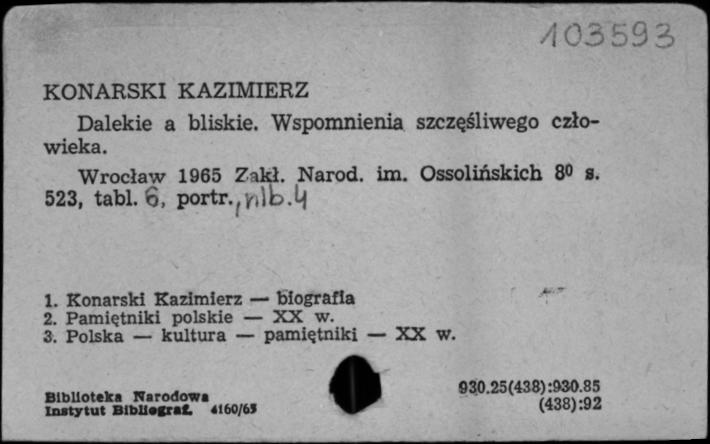 103593
KONARSKI KAZIMIERZ
Dalekie a bliskie. Wspomnienia szczęśliwego czło-
wieka.
Wrocław 1965 Zakł. Narod. im. Ossolińskich 8⁰ s.
523, tabl. 6, portr., nlb. 4
1. Konarski Kazimierz — biografia
2. Pamiętniki polskie — XX w.
3. Polska — kultura — pamiętniki — XX w.
Biblioteka Narodowa
Instytut Bibliograf. 4160/65
930.25(438):930.85
(438):92